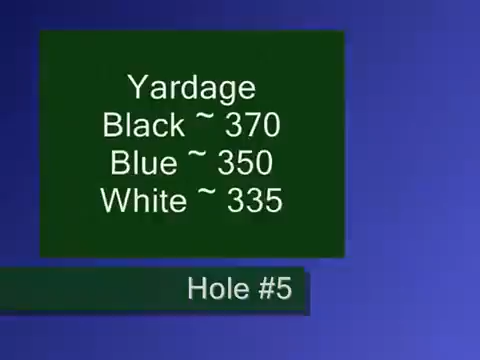 Yardage
Black ~ 370
Blue ~ 350
White ~ 335
Hole #5